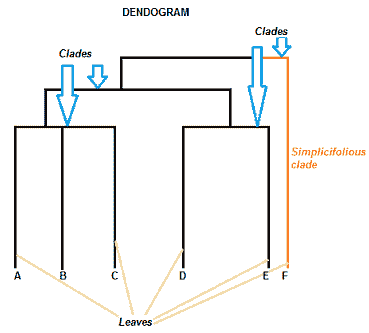 DENDOGRAM
Clades
Clades
Simplicifolious
clade
A B C D E F
Leaves